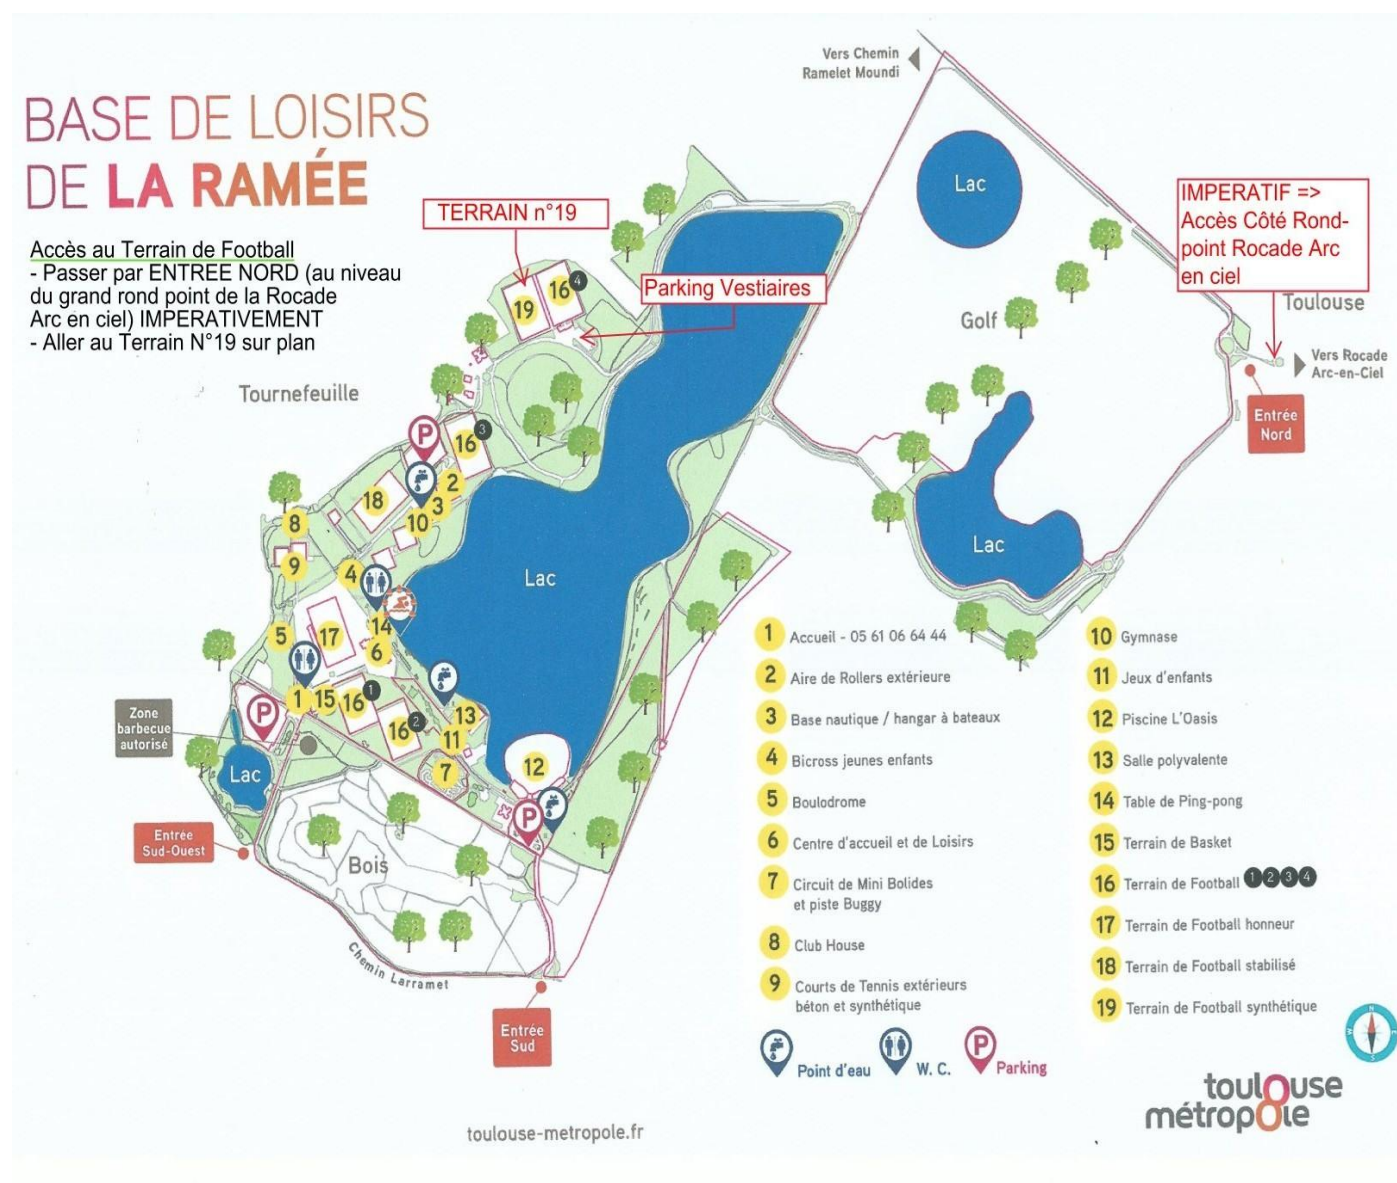 BASE DE LOISIRS
DE LA RAMÉE
Accès au Terrain de Football
- Passer par ENTREE NORD (au niveau
du grand rond point de la Rocade
Arc en ciel) IMPERATIVEMENT
- Aller au Terrain N°19 sur plan
Vers Chemin
Ramelet Moundi
Lac
IMPERATIF =>
Accès Côté Rond-
point Rocade Arc
en ciel
TERRAIN n°19
Parking Vestiaires
Toulouse
Golf
Vers Rocade
Arc-en-Ciel
Entrée
Nord
Tournefeuille
19
16
4
P
16
3
2
3
18
10
8
9
4
Lac
Lac
14
5
17
6
1
15
16
1
16
2
13
11
7
12
P
P
Zone
barbecue
autorisé
Lac
Entrée
Sud-Ouest
Bois
Chemin Larramet
Entrée
Sud
1 Accueil - 05 61 06 64 44
2 Aire de Rollers extérieure
3 Base nautique / hangar à bateaux
4 Bicross jeunes enfants
5 Boulodrome
6 Centre d'accueil et de Loisirs
7 Circuit de Mini Bolides
et piste Buggy
8 Club House
9 Courts de Tennis extérieurs
béton et synthétique
10 Gymnase
11 Jeux d'enfants
12 Piscine L'Oasis
13 Salle polyvalente
14 Table de Ping-pong
15 Terrain de Basket
16 Terrain de Football 1 2 3 4
17 Terrain de Football honneur
18 Terrain de Football stabilisé
19 Terrain de Football synthétique
Point d'eau
W. C.
P Parking
N
S
toulouse
métropole
toulouse-metropole.fr